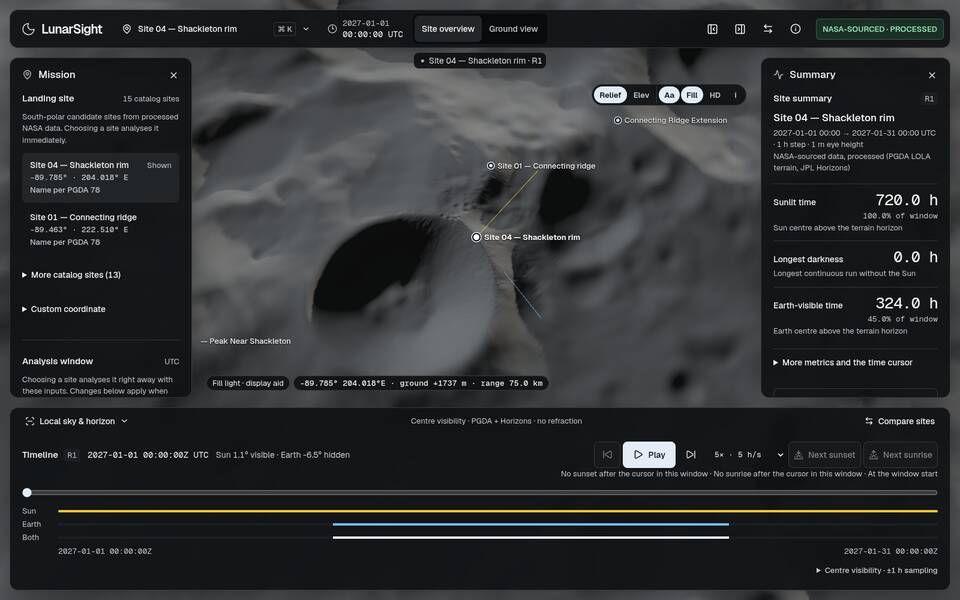 LunarSight
Site 04 — Shackleton rim
⌘ K
2027-01-01
00:00:00 UTC
Site overview
Ground view
NASA-SOURCED · PROCESSED
Site 04 — Shackleton rim · R1
Mission
Landing site
15 catalog sites
South-polar candidate sites from processed
NASA data. Choosing a site analyses it
immediately.
Site 04 — Shackleton rim
Shown
-89.785° · 204.018° E
Name per PGDA 78
Site 01 — Connecting ridge
-89.463° · 222.510° E
Name per PGDA 78
More catalog sites (13)
Custom coordinate
Analysis window
UTC
Choosing a site analyses it right away with
these inputs. Changes below apply when
Relief
Elev
Aa
Fill
HD
i
Connecting Ridge Extension
Site 01 — Connecting ridge
Site 04 — Shackleton rim
— Peak Near Shackleton
Fill light · display aid
-89.785° 204.018°E · ground +1737 m · range 75.0 km
Summary
Site summary
R1
Site 04 — Shackleton rim
2027-01-01 00:00 → 2027-01-31 00:00 UTC
· 1 h step · 1 m eye height
NASA-sourced data, processed (PGDA LOLA
terrain, JPL Horizons)
Sunlit time
720.0 h
100.0% of window
Sun centre above the terrain horizon
Longest darkness
0.0 h
Longest continuous run without the Sun
Earth-visible time
324.0 h
45.0% of window
Earth centre above the terrain horizon
More metrics and the time cursor
Local sky & horizon
Centre visibility · PGDA + Horizons · no refraction
Compare sites
Timeline
R1
2027-01-01 00:00:00Z UTC
Sun 1.1° visible · Earth -6.5° hidden
Play
5× · 5 h/s
Next sunset
Next sunrise
No sunset after the cursor in this window · No sunrise after the cursor in this window · At the window start
Sun
Earth
Both
2027-01-01 00:00:00Z
2027-01-31 00:00:00Z
Centre visibility · ±1 h sampling